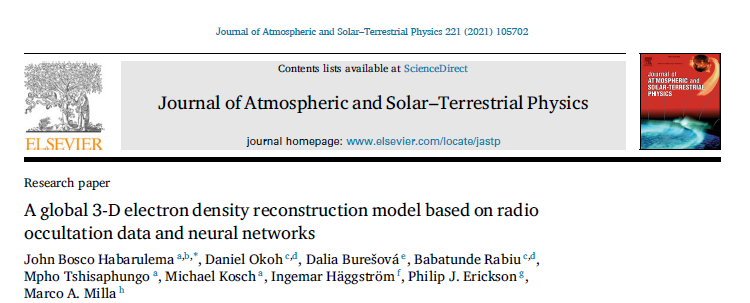 Journal of Atmospheric and Solar–Terrestrial Physics 221 (2021) 105702
Contents lists available at ScienceDirect
Journal of Atmospheric and Solar–Terrestrial Physics
journal homepage: www.elsevier.com/locate/jastp
ELSEVIER
Journal of
ATMOSPHERIC and
SOLAR-TERRESTRIAL
PHYSICS
Research paper
A global 3-D electron density reconstruction model based on radio
occultation data and neural networks
John Bosco Habarulema a,b,*, Daniel Okoh c,d, Dalia Burešová e, Babatunde Rabiu c,d,
Mpho Tshisaphungo a, Michael Kosch a, Ingemar Häggström f, Philip J. Erickson g,
Marco A. Milla h